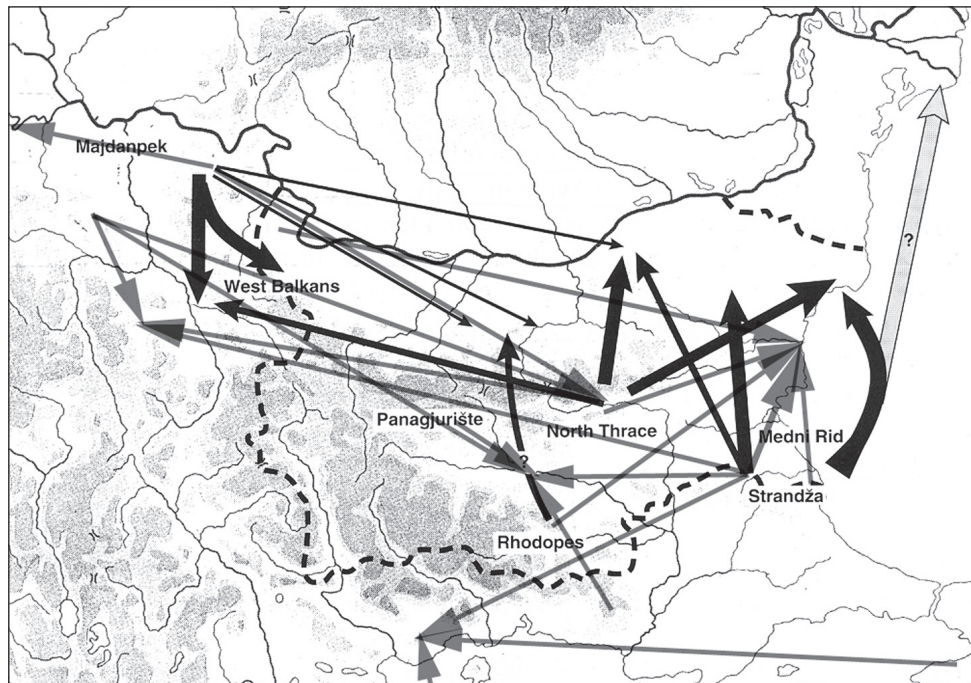 Majdanpek
?
West Balkans
Panagjurište
North Thrace
Medni Rid
?
Strandža
Rhodopes